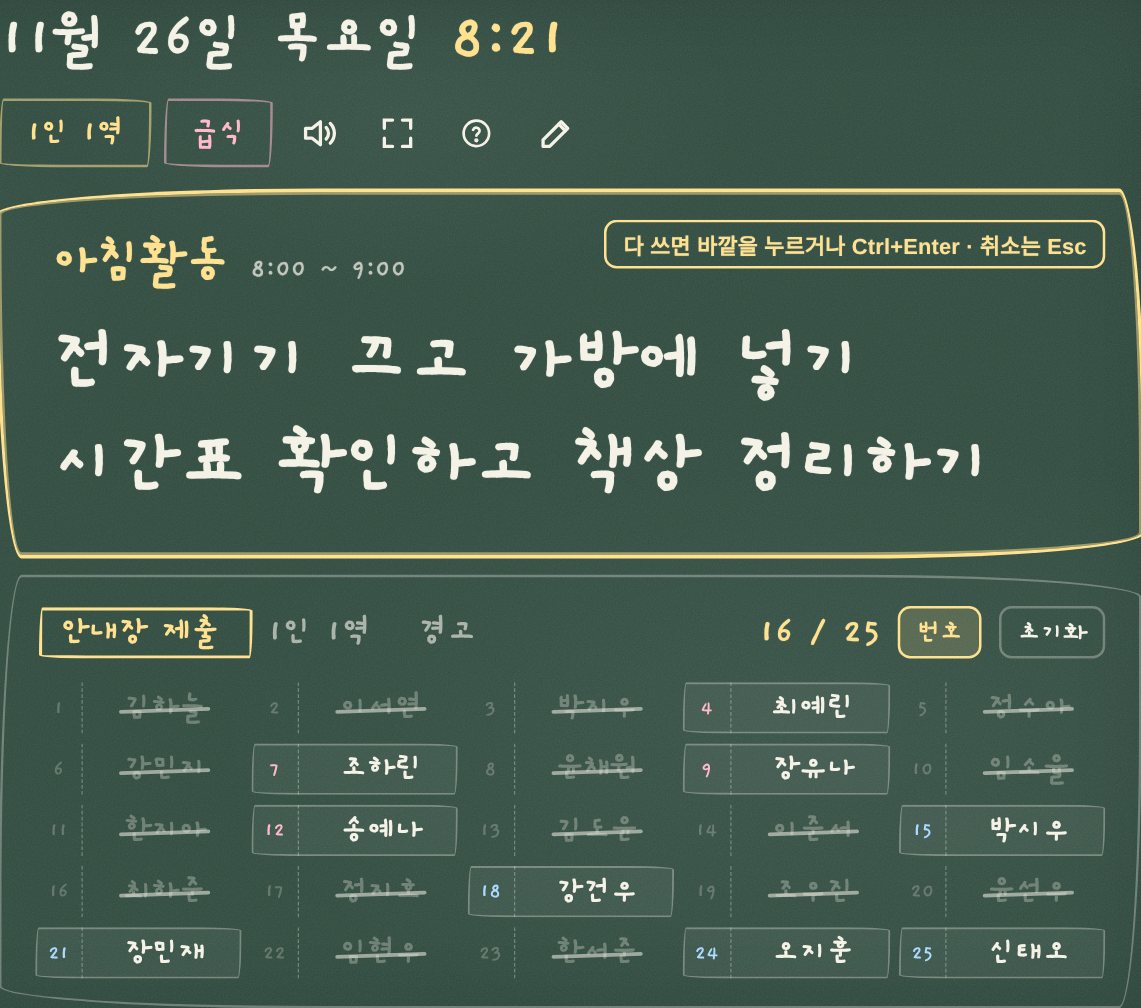 11월 26일 목요일 8:21
1인 1역 급식
아침활동 8:00 ~ 9:00 다 쓰면 바깥을 누르거나 Ctrl+Enter · 취소는 Esc
전자기기 끄고 가방에 넣기
시간표 확인하고 책상 정리하기
안내장 제출 1인 1역 경고 16 / 25 번호 초기화
1 김하늘 2 이서연 3 박지우 4 최예린 5 정수아
6 강민지 7 조하린 8 윤채원 9 장유나 10 임소율
11 한지아 12 송예나 13 김도윤 14 이준서 15 박시우
16 최하준 17 정지호 18 강건우 19 조우진 20 윤선우
21 장민재 22 임현우 23 한서준 24 오지훈 25 신태오